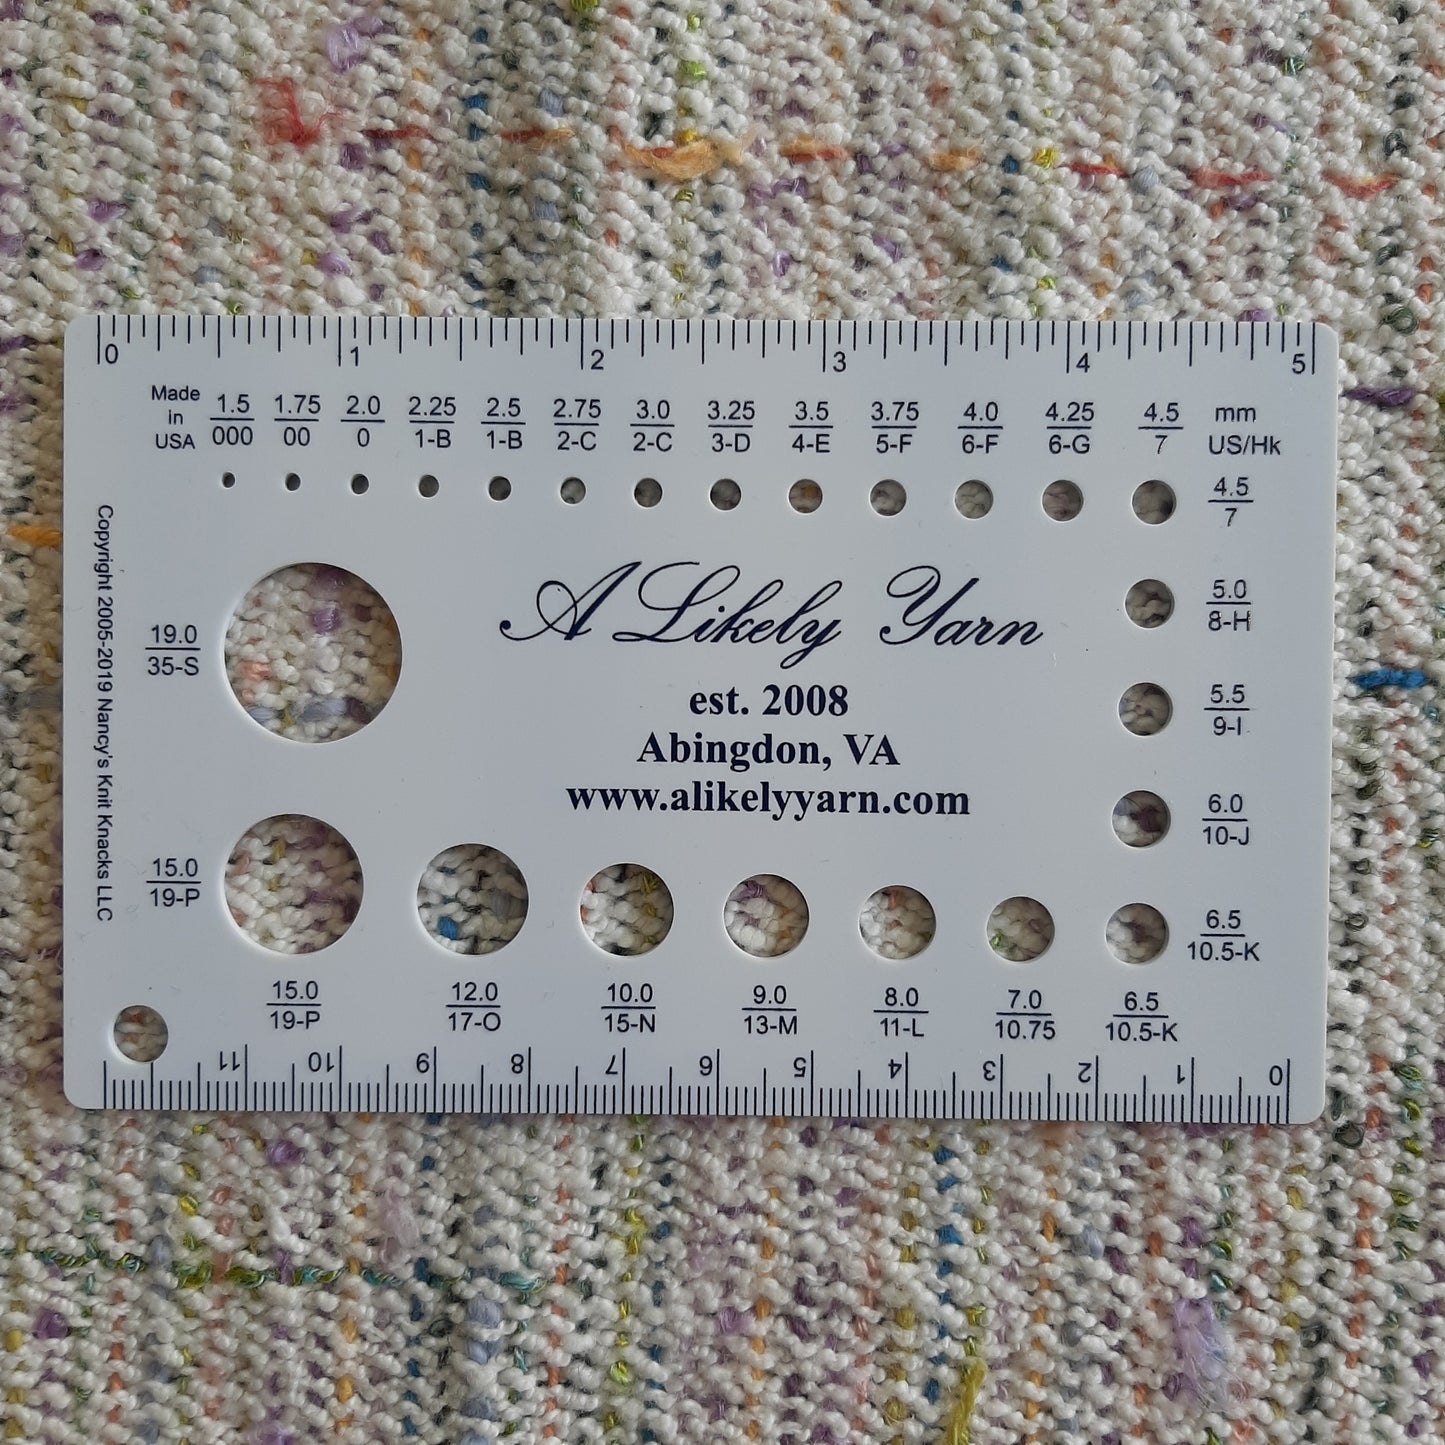 0 1 2 3 4 5
Made in USA
1.5 1.75 2.0 2.25 2.5 2.75 3.0 3.25 3.5 3.75 4.0 4.25 4.5 mm
000 00 0 1-B 1-B 2-C 2-C 3-D 4-E 5-F 6-F 6-G 7 US/Hk
4.5
7
Copyright 2005-2019 Nancy's Knit Knacks LLC
A Likely Yarn
5.0
8-H
19.0
35-S
est. 2008
5.5
9-I
Abingdon, VA
www.alikelyyarn.com
6.0
10-J
15.0
19-P
6.5
10.5-K
15.0 12.0 10.0 9.0 8.0 7.0 6.5
19-P 17-O 15-N 13-M 11-L 10.75 10.5-K
11 10 9 8 7 6 5 4 3 2 1 0